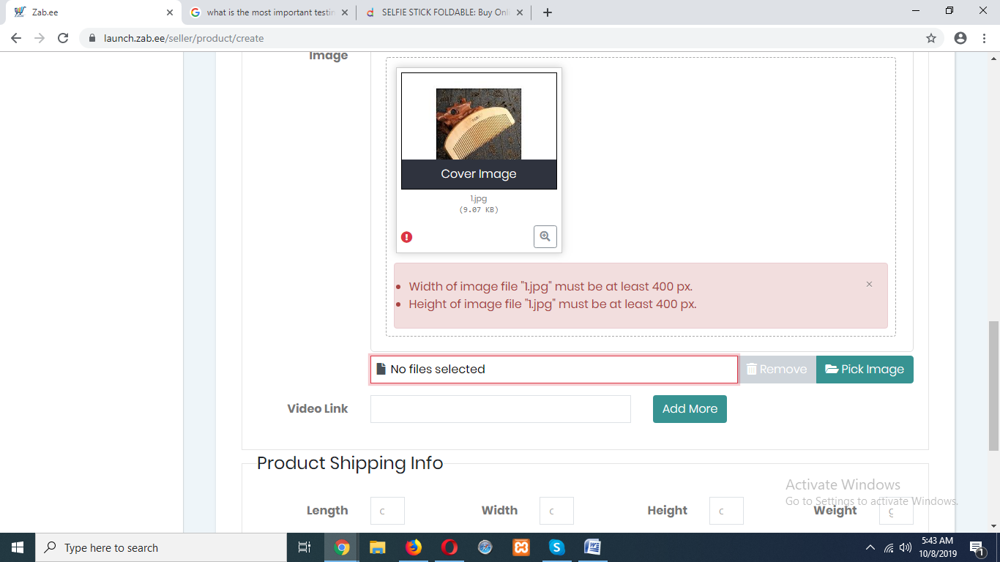 Zab.ee
what is the most important testin
SELFIE STICK FOLDABLE: Buy Onli
launch.zab.ee/seller/product/create
Image
Cover Image
1.jpg
(9.07 KB)
Width of image file "1.jpg" must be at least 400 px.
Height of image file "1.jpg" must be at least 400 px.
No files selected
Remove
Pick Image
Video Link
Add More
Product Shipping Info
Length
Width
Height
Weight
Activate Windows
Go to Settings to activate Windows.
Type here to search
5:43 AM
10/8/2019
1